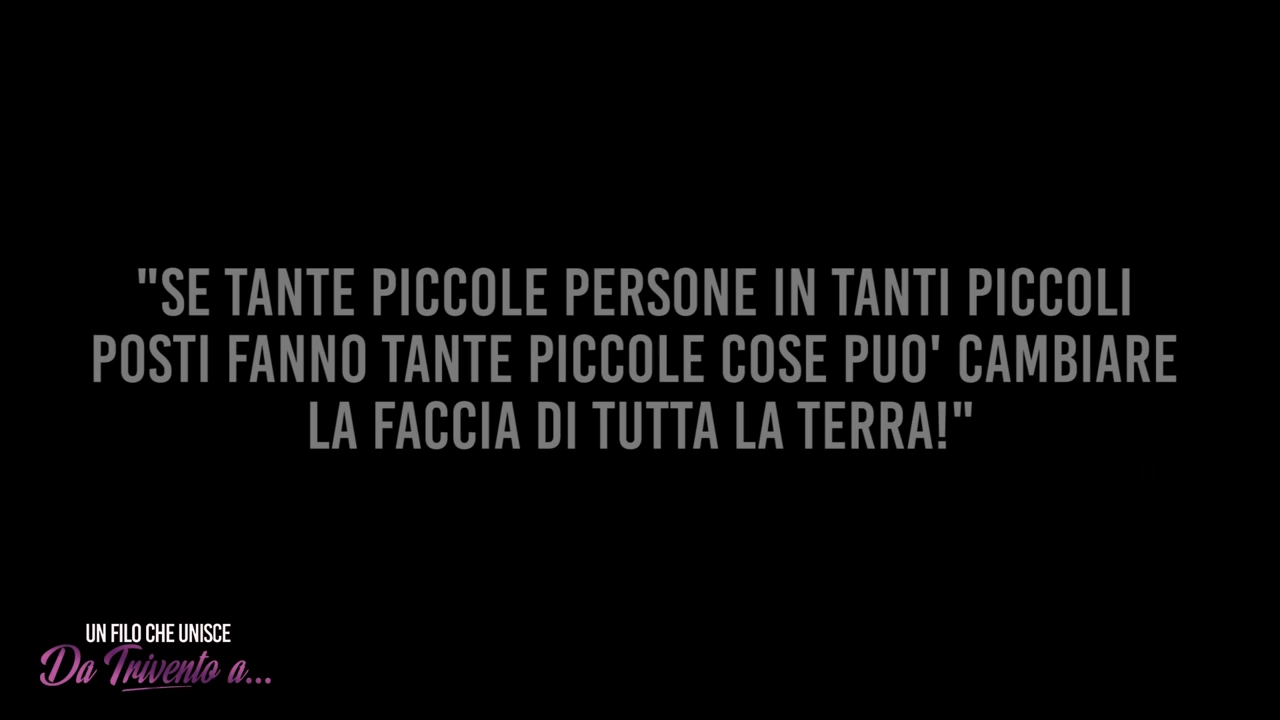 "SE TANTE PICCOLE PERSONE IN TANTI PICCOLI
POSTI FANNO TANTE PICCOLE COSE PUO' CAMBIARE
LA FACCIA DI TUTTA LA TERRA!"
UN FILO CHE UNISCE
Da Trivento a...